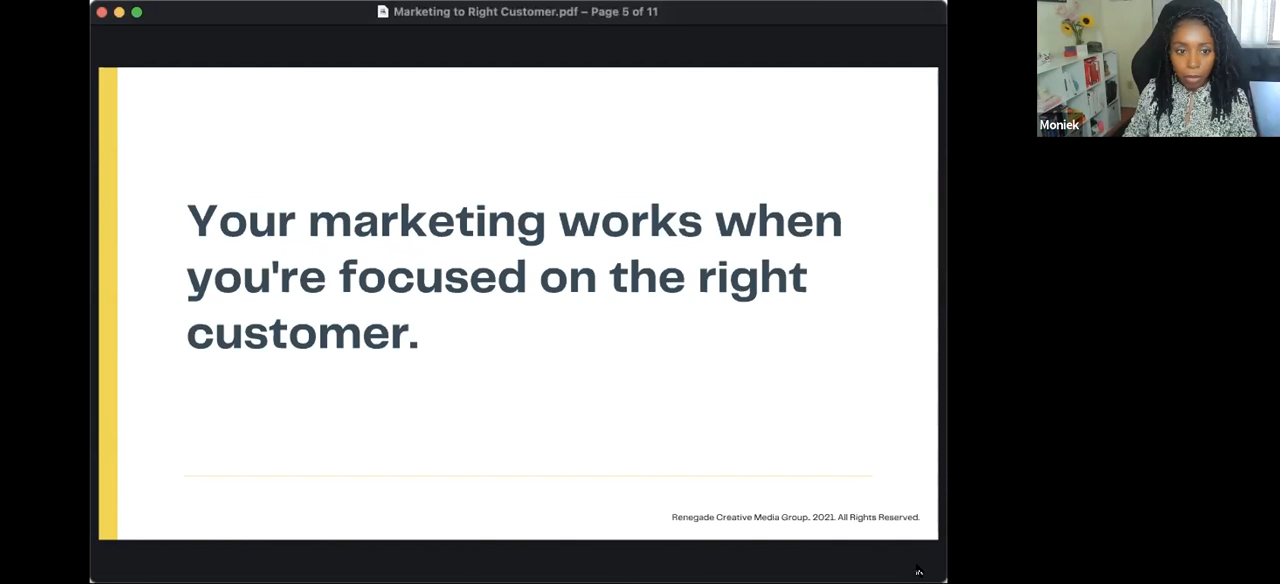 Marketing to Right Customer.pdf – Page 5 of 11
Moniek
Your marketing works when
you're focused on the right
customer.
Renegade Creative Media Group.. 2021. All Rights Reserved.